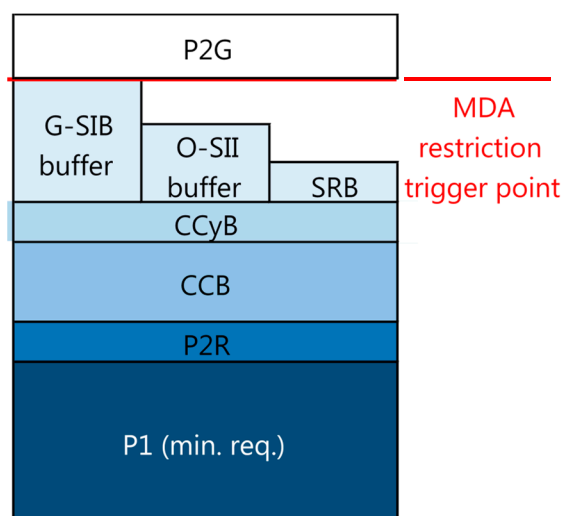 P2G
MDA
restriction
trigger point
G-SIB
buffer
O-SII
buffer
SRB
CCyB
CCB
P2R
P1 (min. req.)